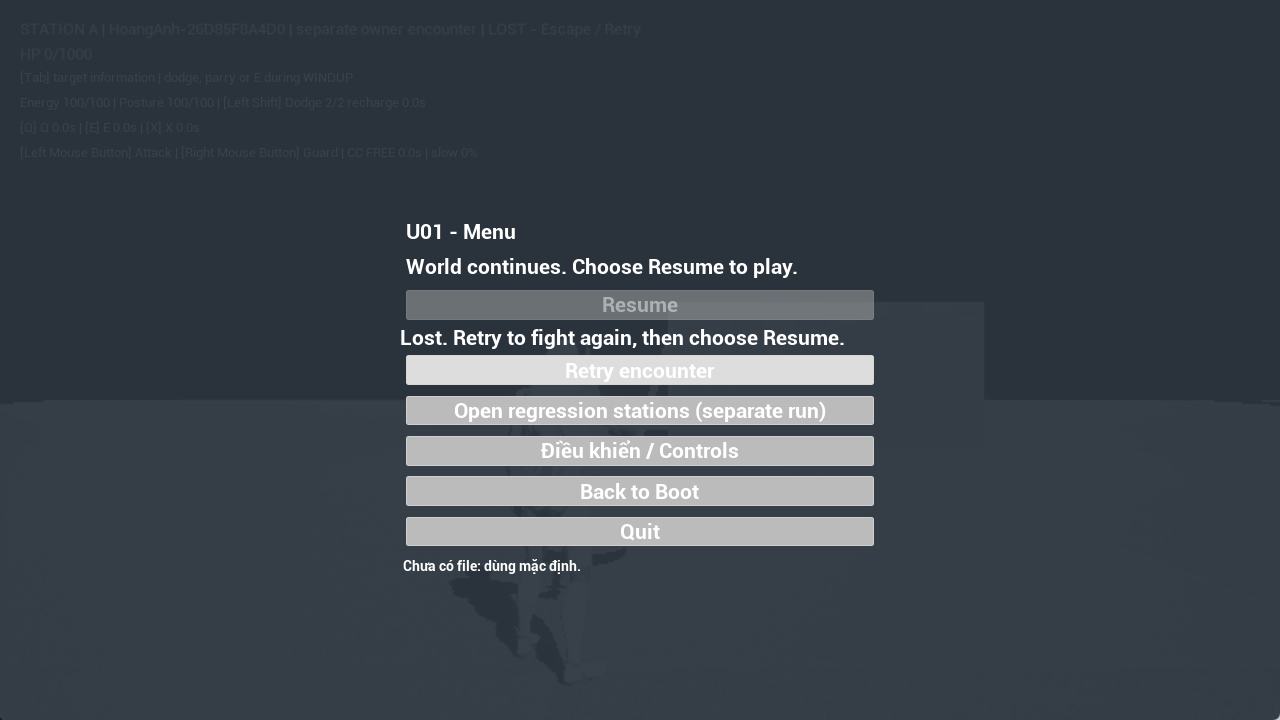 STATION A | HoangAnh-26D85F8A4D0 | separate owner encounter | LOST - Escape / Retry
HP 0/1000
[Tab] target information | dodge, parry or E during WINDUP
Energy 100/100 | Posture 100/100 | [Left Shift] Dodge 2/2 recharge 0.0s
[Q] Q 0.0s | [E] E 0.0s | [X] X 0.0s
[Left Mouse Button] Attack | [Right Mouse Button] Guard | CC FREE 0.0s | slow 0%
U01 - Menu
World continues. Choose Resume to play.
Resume
Lost. Retry to fight again, then choose Resume.
Retry encounter
Open regression stations (separate run)
Điều khiển / Controls
Back to Boot
Quit
Chưa có file: dùng mặc định.